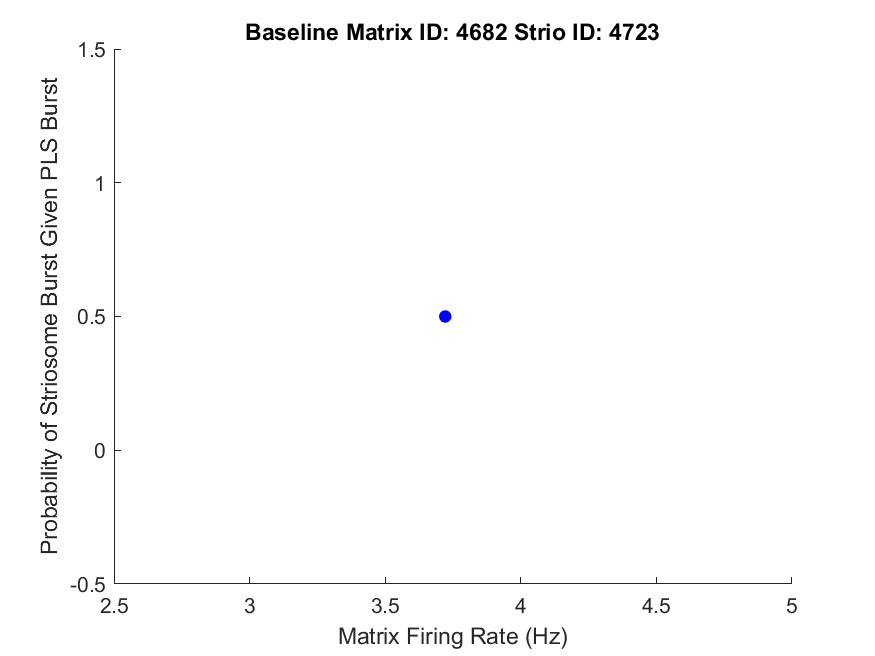 Baseline Matrix ID: 4682 Strio ID: 4723
Probability of Striosome Burst Given PLS Burst
1.5
1
0.5
0
-0.5
2.5 3 3.5 4 4.5 5
Matrix Firing Rate (Hz)